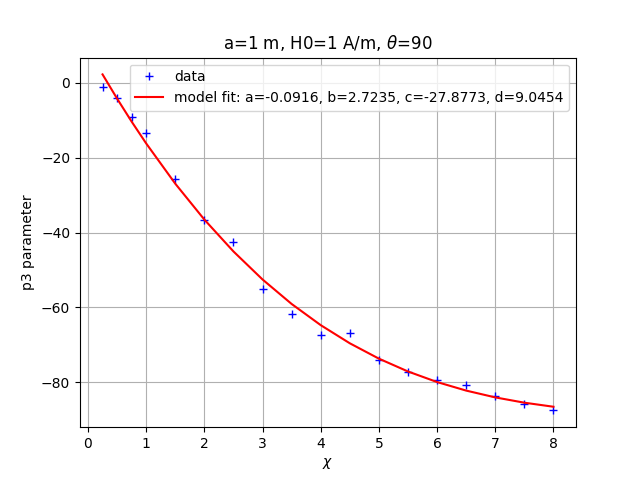 a=1 m, H0=1 A/m, θ=90
data
model fit: a=-0.0916, b=2.7235, c=-27.8773, d=9.0454
p3 parameter
0
−20
−40
−60
−80
0 1 2 3 4 5 6 7 8
χ